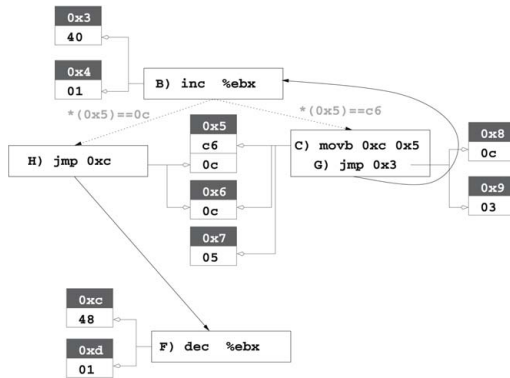 0x3
40
0x4
01
B) inc %ebx
*(0x5)==0c
*(0x5)==c6
0x5
c6
0c
C) movb 0xc 0x5
G) jmp 0x3
0x8
0c
H) jmp 0xc
0x6
0c
0x9
03
0x7
05
0xc
48
0xd
01
F) dec %ebx